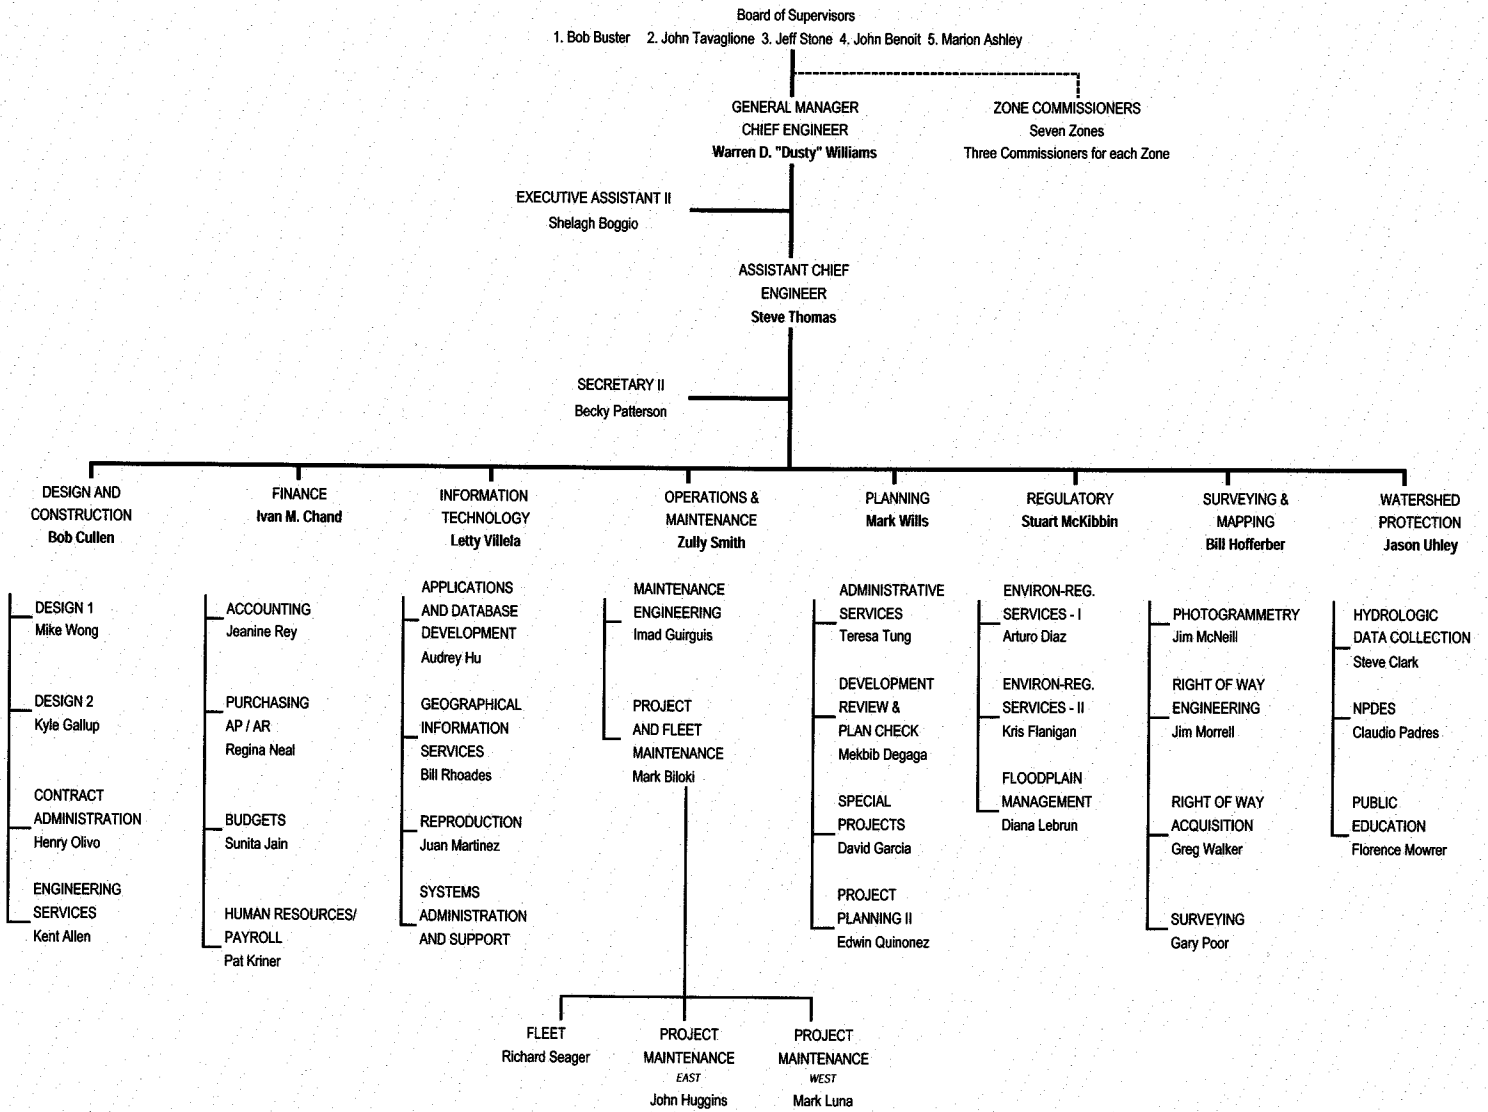 Board of Supervisors
1. Bob Buster 2. John Tavaglione 3. Jeff Stone 4. John Benoit 5. Marion Ashley
GENERAL MANAGER
CHIEF ENGINEER
Warren D. "Dusty" Williams
ZONE COMMISSIONERS
Seven Zones
Three Commissioners for each Zone
EXECUTIVE ASSISTANT II
Shelagh Boggio
ASSISTANT CHIEF
ENGINEER
Steve Thomas
SECRETARY II
Becky Patterson
DESIGN AND
CONSTRUCTION
Bob Cullen
FINANCE
Ivan M. Chand
INFORMATION
TECHNOLOGY
Letty Villela
OPERATIONS &
MAINTENANCE
Zully Smith
PLANNING
Mark Wills
REGULATORY
Stuart McKibbin
SURVEYING &
MAPPING
Bill Hofferber
WATERSHED
PROTECTION
Jason Uhley
DESIGN 1
Mike Wong
DESIGN 2
Kyle Gallup
CONTRACT
ADMINISTRATION
Henry Olivo
ENGINEERING
SERVICES
Kent Allen
ACCOUNTING
Jeanine Rey
PURCHASING
AP / AR
Regina Neal
BUDGETS
Sunita Jain
HUMAN RESOURCES/
PAYROLL
Pat Kriner
APPLICATIONS
AND DATABASE
DEVELOPMENT
Audrey Hu
GEOGRAPHICAL
INFORMATION
SERVICES
Bill Rhoades
REPRODUCTION
Juan Martinez
SYSTEMS
ADMINISTRATION
AND SUPPORT
MAINTENANCE
ENGINEERING
Imad Guirguis
PROJECT
AND FLEET
MAINTENANCE
Mark Biloki
ADMINISTRATIVE
SERVICES
Teresa Tung
DEVELOPMENT
REVIEW &
PLAN CHECK
Mekbib Degaga
SPECIAL
PROJECTS
David Garcia
PROJECT
PLANNING II
Edwin Quinonez
ENVIRON-REG.
SERVICES - I
Arturo Diaz
ENVIRON-REG.
SERVICES - II
Kris Flanigan
FLOODPLAIN
MANAGEMENT
Diana Lebrun
PHOTOGRAMMETRY
Jim McNeill
RIGHT OF WAY
ENGINEERING
Jim Morrell
RIGHT OF WAY
ACQUISITION
Greg Walker
SURVEYING
Gary Poor
HYDROLOGIC
DATA COLLECTION
Steve Clark
NPDES
Claudio Padres
PUBLIC
EDUCATION
Florence Mowrer
FLEET
Richard Seager
PROJECT
MAINTENANCE
EAST
John Huggins
PROJECT
MAINTENANCE
WEST
Mark Luna